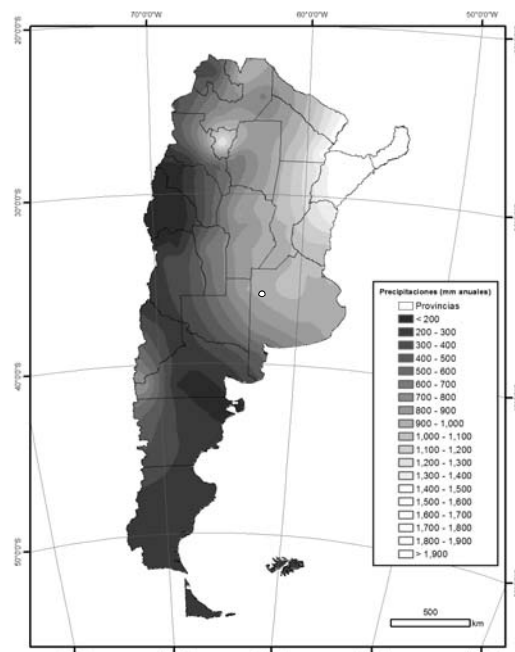 70°0'0"W
60°0'0"W
50°0'0"W
20°0'0"S
30°0'0"S
40°0'0"S
50°0'0"S
Precipitaciones (mm anuales)
Provincias
< 200
200 - 300
300 - 400
400 - 500
500 - 600
600 - 700
700 - 800
800 - 900
900 - 1,000
1,000 - 1,100
1,100 - 1,200
1,200 - 1,300
1,300 - 1,400
1,400 - 1,500
1,500 - 1,600
1,600 - 1,700
1,700 - 1,800
1,800 - 1,900
> 1,900
500
km